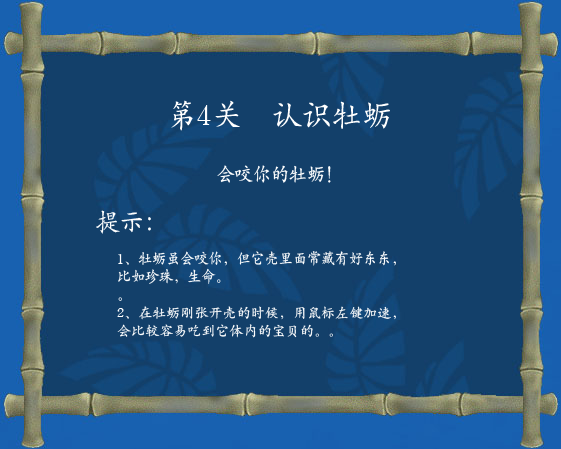 第4关 认识牡蛎
会咬你的牡蛎!
提示:
1、牡蛎虽会咬你，但它壳里面常藏有好东东，
比如珍珠，生命。
。
2、在牡蛎刚张开壳的时候，用鼠标左键加速，
会比较容易吃到它体内的宝贝的。。